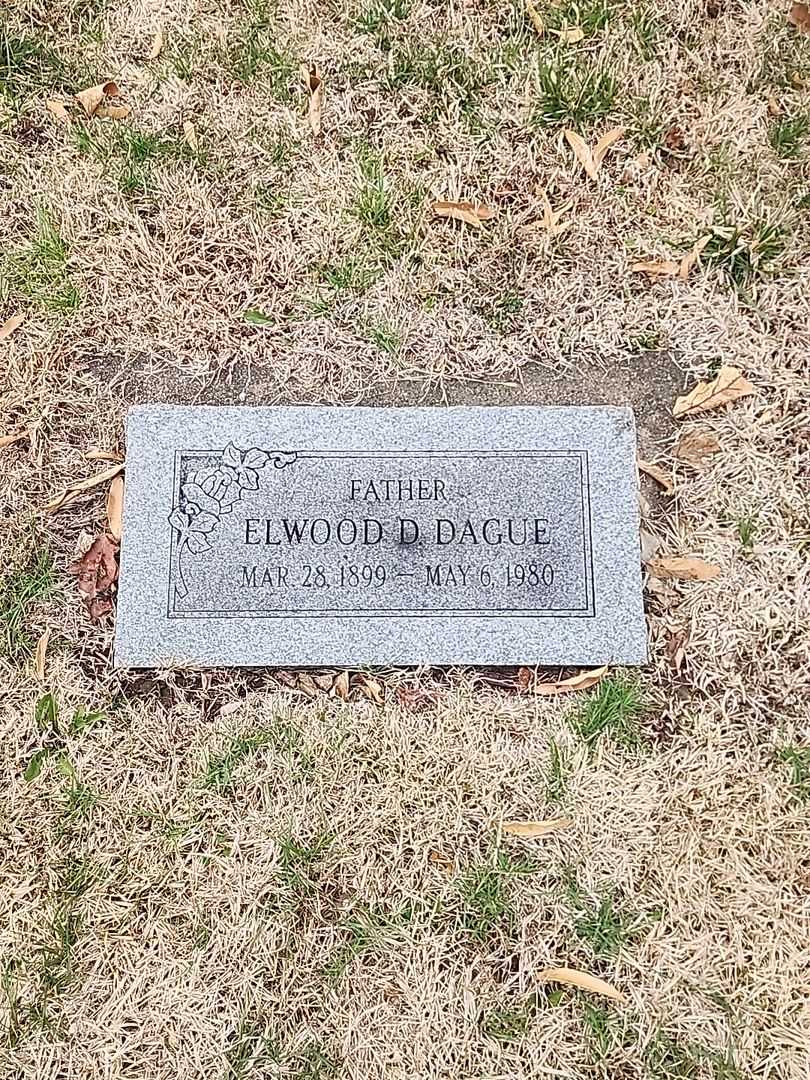 FATHER
ELWOOD D. DAGUE
MAR. 28, 1899 — MAY 6, 1980